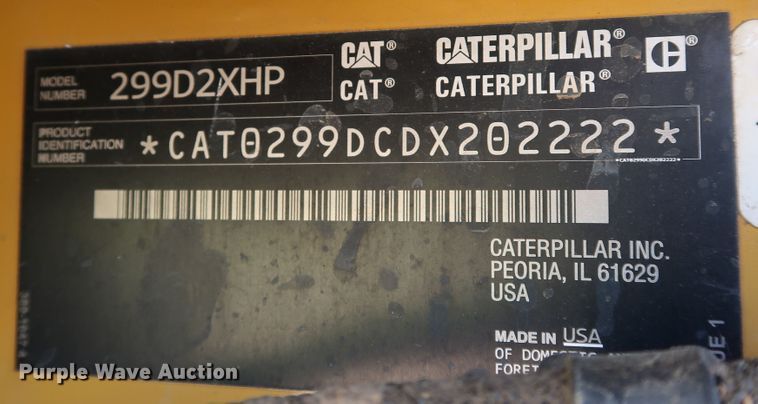 CAT® CATERPILLAR® C®
MODEL NUMBER 299D2XHP
CAT® CATERPILLAR®
PRODUCT IDENTIFICATION NUMBER *CAT0299DCDX202222*
*CAT0299DCDX202222*
CATERPILLAR INC.
PEORIA, IL 61629
USA
MADE IN USA
OF DOMESTIC
Purple Wave Auction